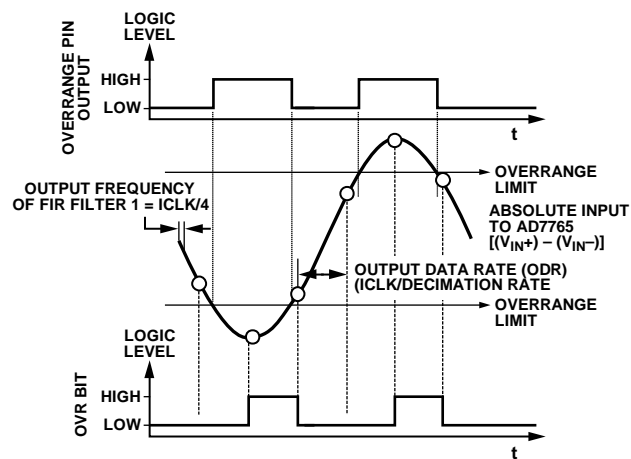 LOGIC
LEVEL
OVERRANGE PIN
OUTPUT
HIGH
LOW
t
OVERRANGE
LIMIT
OUTPUT FREQUENCY
OF FIR FILTER 1 = ICLK/4
ABSOLUTE INPUT
TO AD7765
[(VIN+) – (VIN–)]
OUTPUT DATA RATE (ODR)
(ICLK/DECIMATION RATE
OVERRANGE
LIMIT
LOGIC
LEVEL
OVR BIT
HIGH
LOW
t